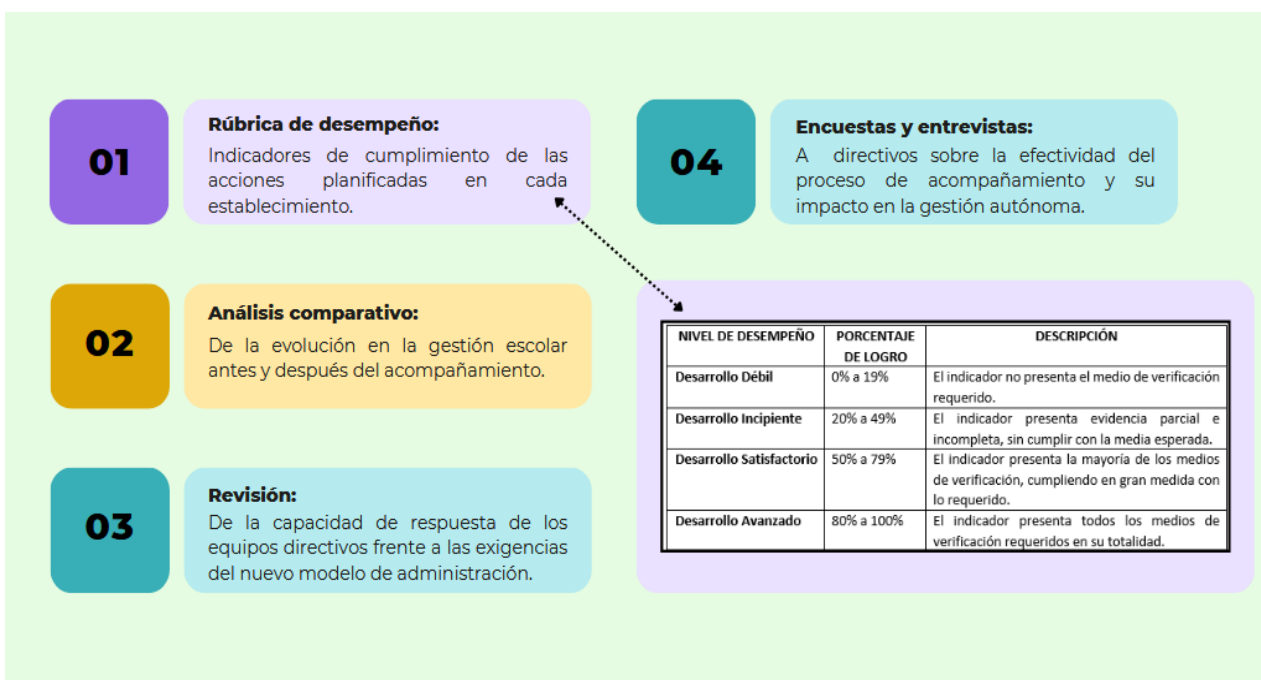 01
Rúbrica de desempeño:
Indicadores de cumplimiento de las
acciones planificadas en cada
establecimiento.
02
Análisis comparativo:
De la evolución en la gestión escolar
antes y después del acompañamiento.
03
Revisión:
De la capacidad de respuesta de los
equipos directivos frente a las exigencias
del nuevo modelo de administración.
04
Encuestas y entrevistas:
A directivos sobre la efectividad del
proceso de acompañamiento y su
impacto en la gestión autónoma.
NIVEL DE DESEMPEÑO PORCENTAJE DESCRIPCIÓN
DE LOGRO
Desarrollo Débil 0% a 19% El indicador no presenta el medio de verificación
requerido.
Desarrollo Incipiente 20% a 49% El indicador presenta evidencia parcial e
incompleta, sin cumplir con la media esperada.
Desarrollo Satisfactorio 50% a 79% El indicador presenta la mayoría de los medios
de verificación, cumpliendo en gran medida con
lo requerido.
Desarrollo Avanzado 80% a 100% El indicador presenta todos los medios de
verificación requeridos en su totalidad.